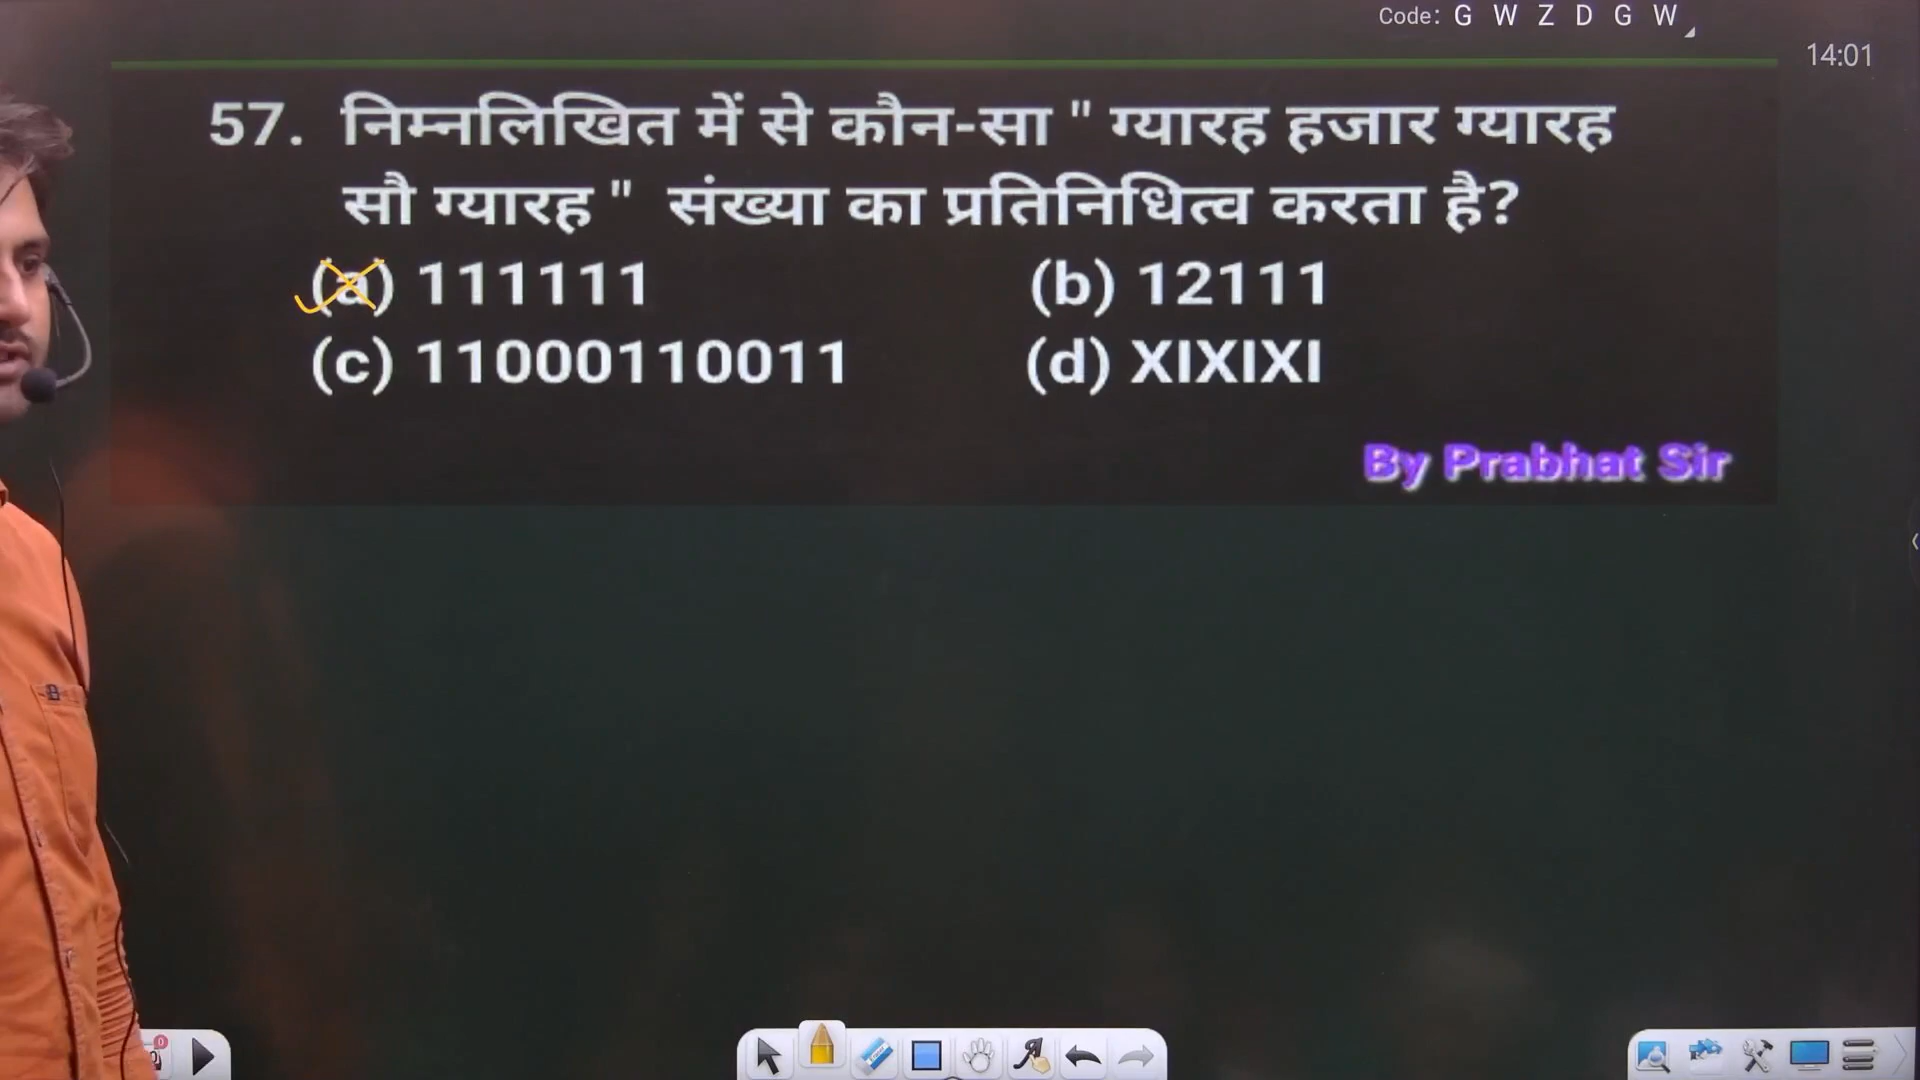 Code: G W Z D G W
14:01
57. निम्नलिखित में से कौन-सा " ग्यारह हजार ग्यारह
सौ ग्यारह " संख्या का प्रतिनिधित्व करता है?
(a) 111111 (b) 12111
(c) 11000110011 (d) XIXIXI
By Prabhat Sir